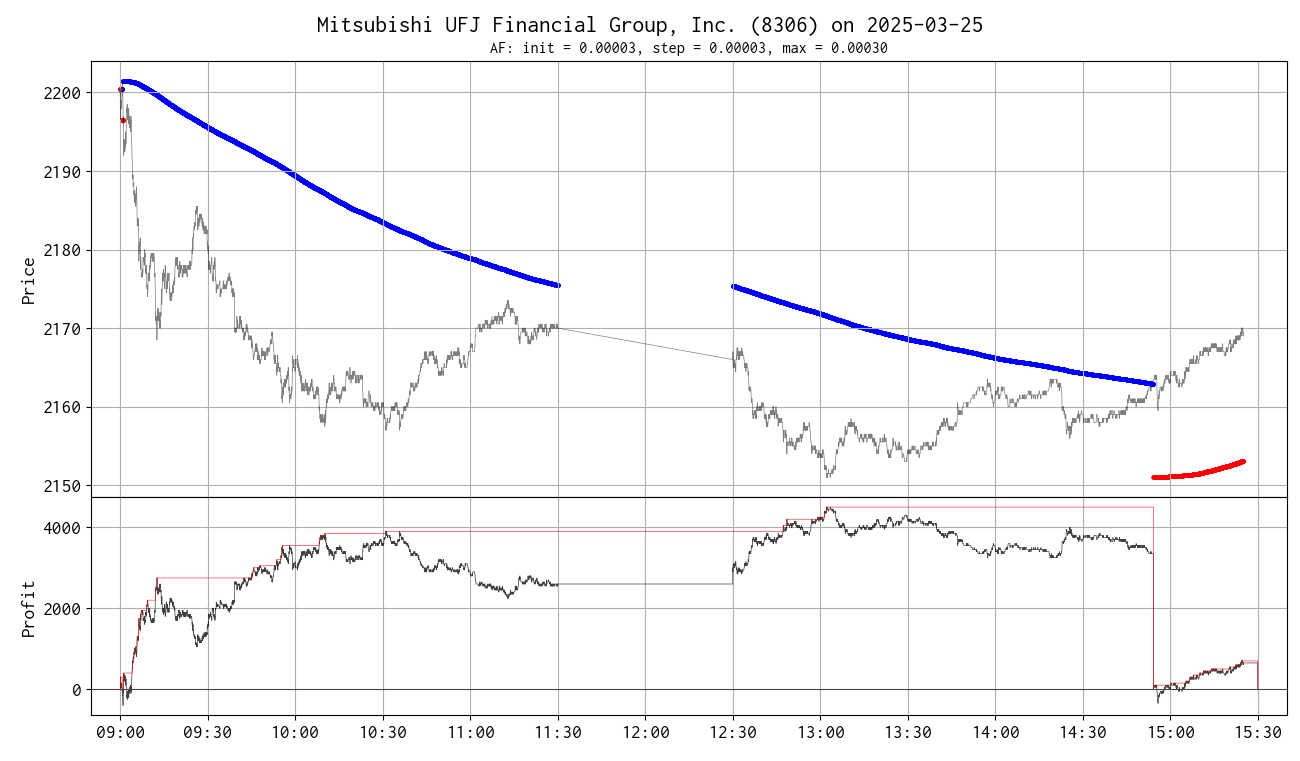 Mitsubishi UFJ Financial Group, Inc. (8306) on 2025-03-25
AF: init = 0.00003, step = 0.00003, max = 0.00030
Price
2200
2190
2180
2170
2160
2150
Profit
4000
2000
0
09:00 09:30 10:00 10:30 11:00 11:30 12:00 12:30 13:00 13:30 14:00 14:30 15:00 15:30